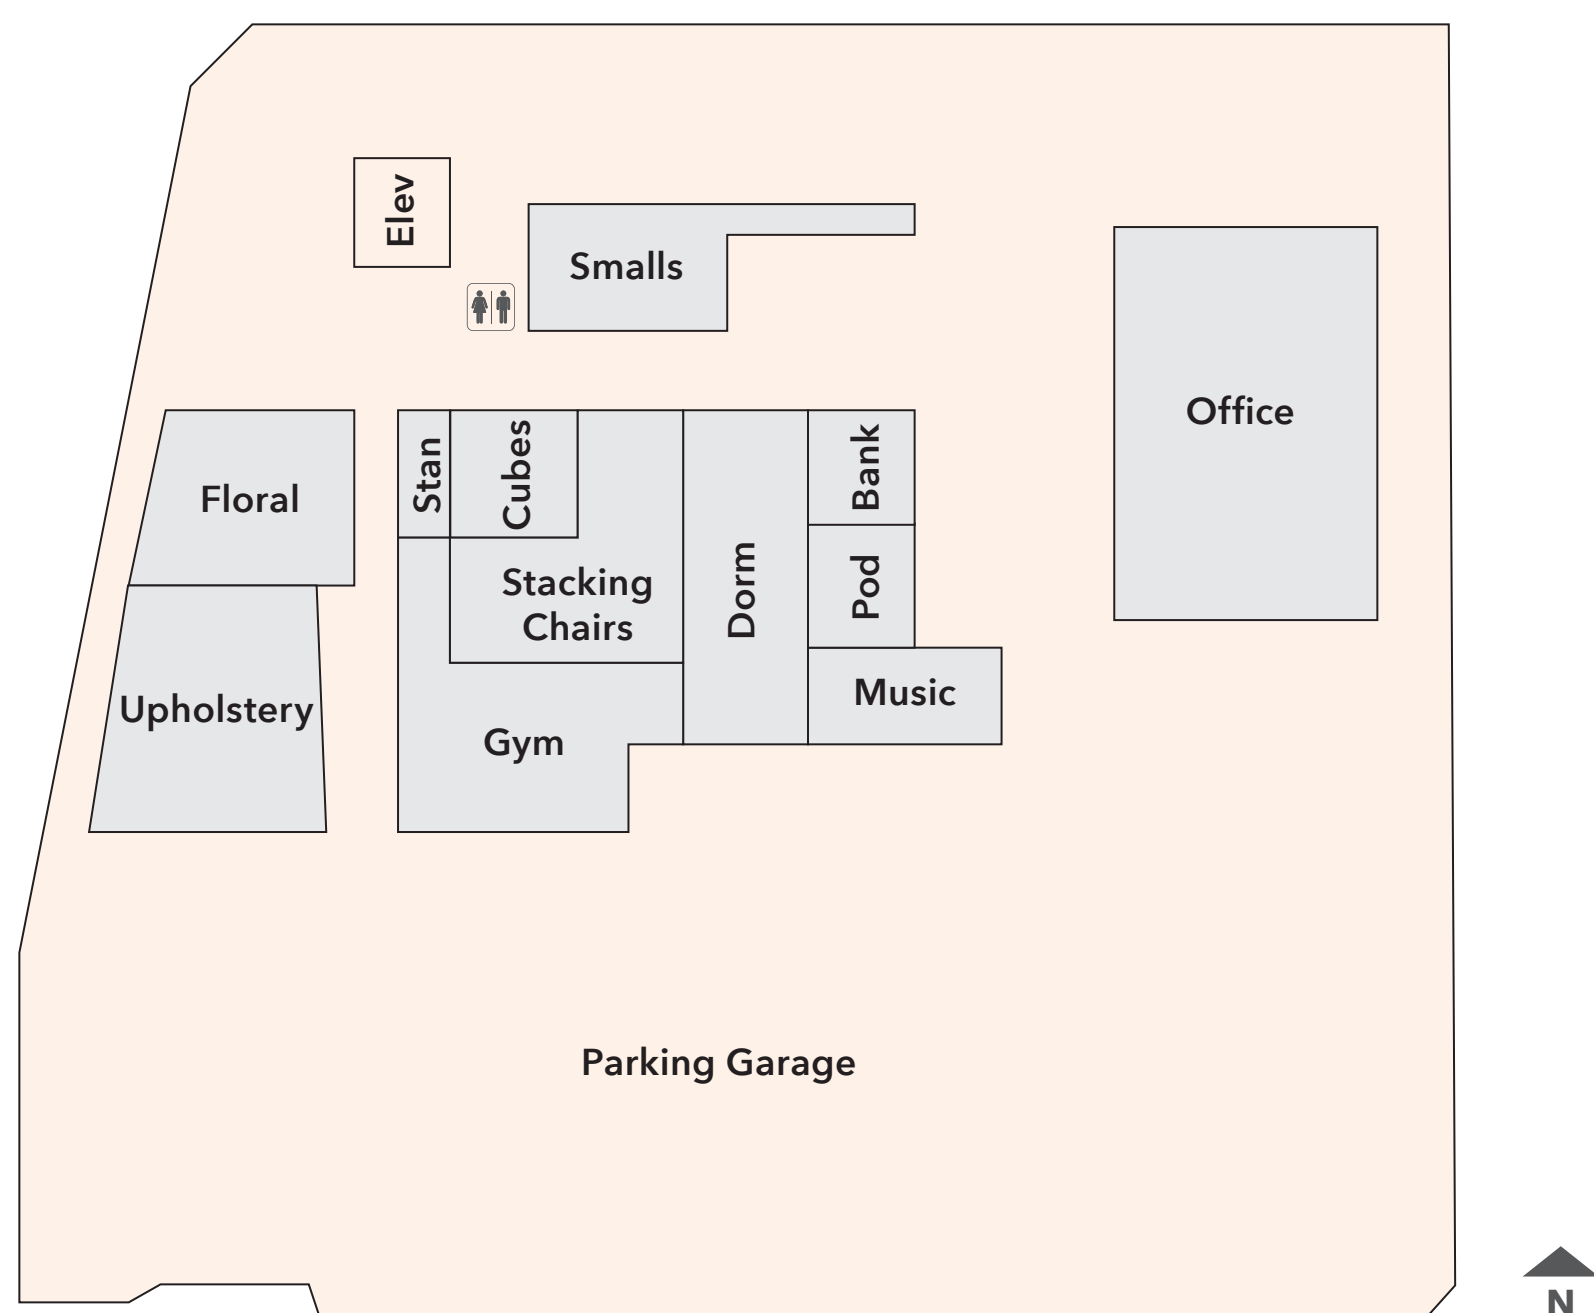 Elev
Smalls
Office
Floral
Stan
Cubes
Bank
Stacking
Chairs
Dorm
Pod
Upholstery
Music
Gym
Parking Garage
N